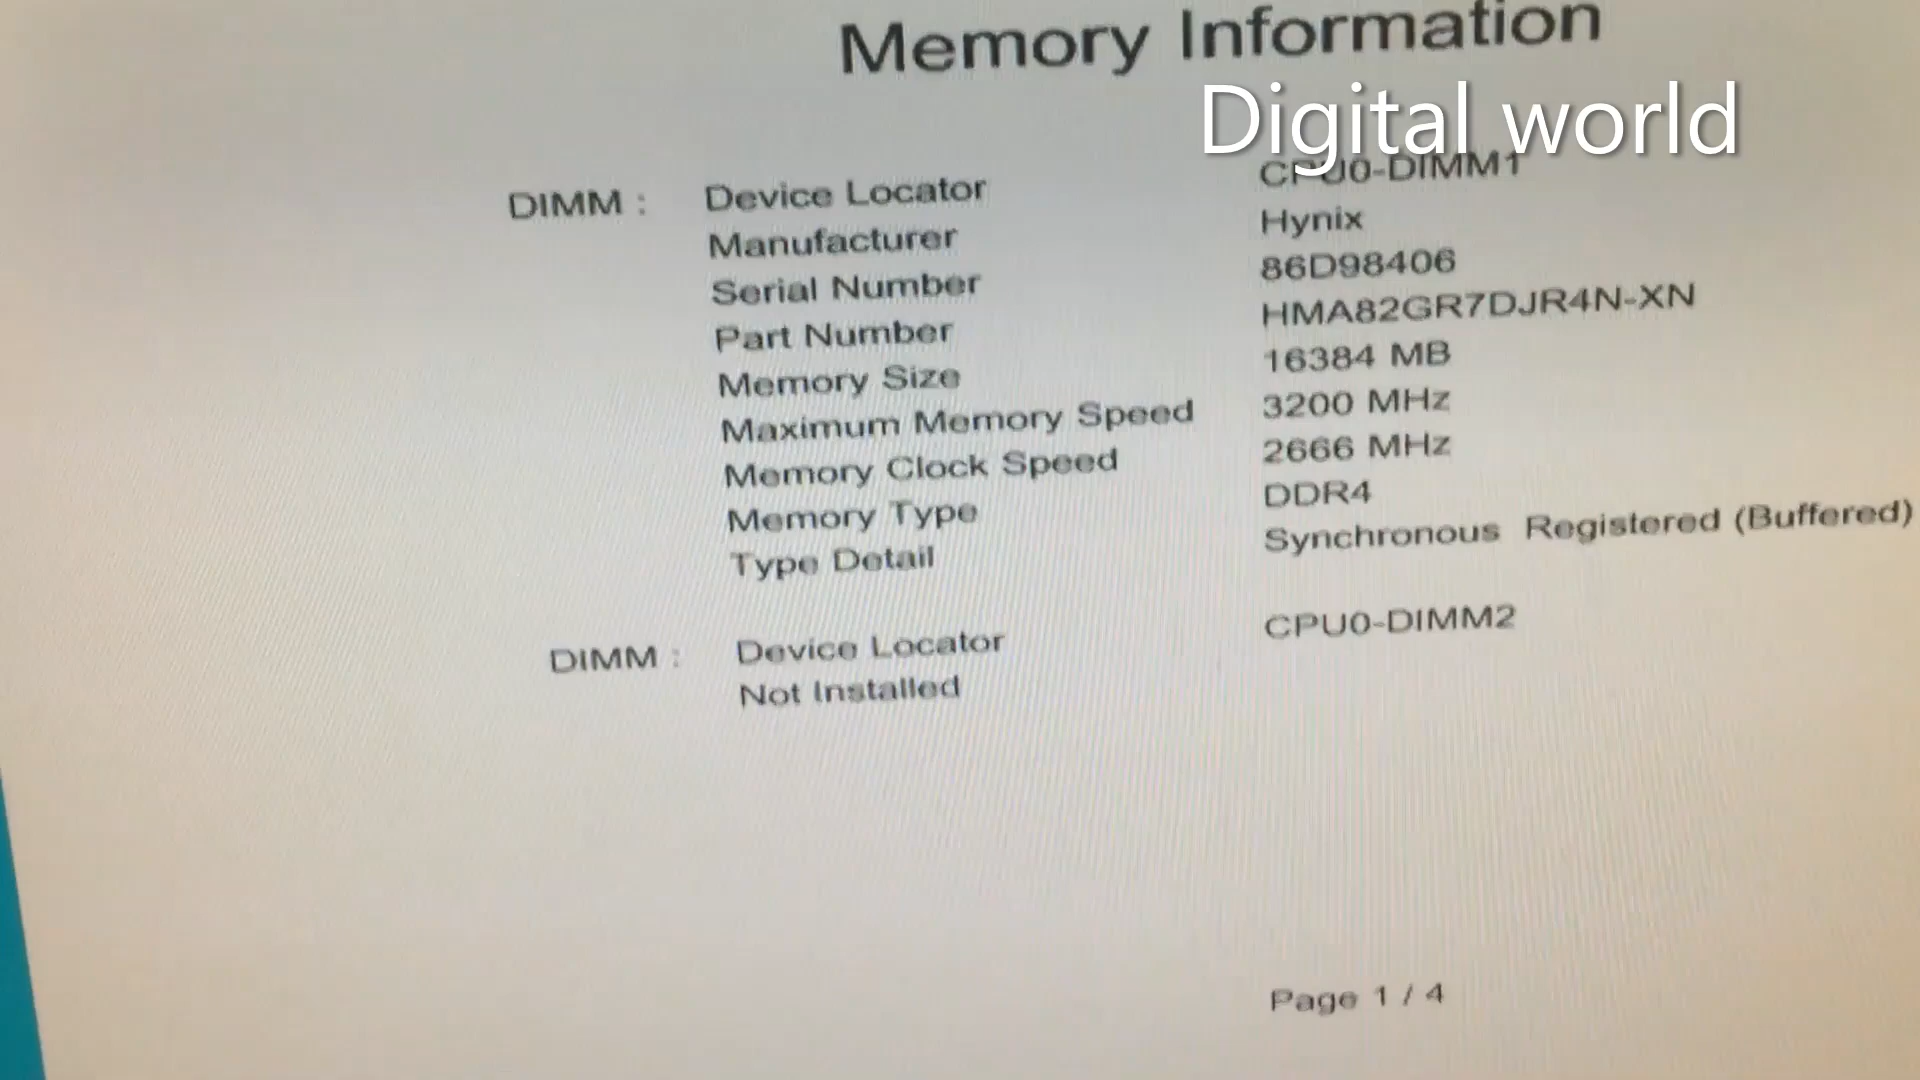 Memory Information
Digital world
DIMM : Device Locator CPU0-DIMM1
Manufacturer Hynix
Serial Number 86D98406
Part Number HMA82GR7DJR4N-XN
Memory Size 16384 MB
Maximum Memory Speed 3200 MHz
Memory Clock Speed 2666 MHz
Memory Type DDR4
Type Detail Synchronous Registered (Buffered)
DIMM : Device Locator CPU0-DIMM2
Not Installed
Page 1 / 4